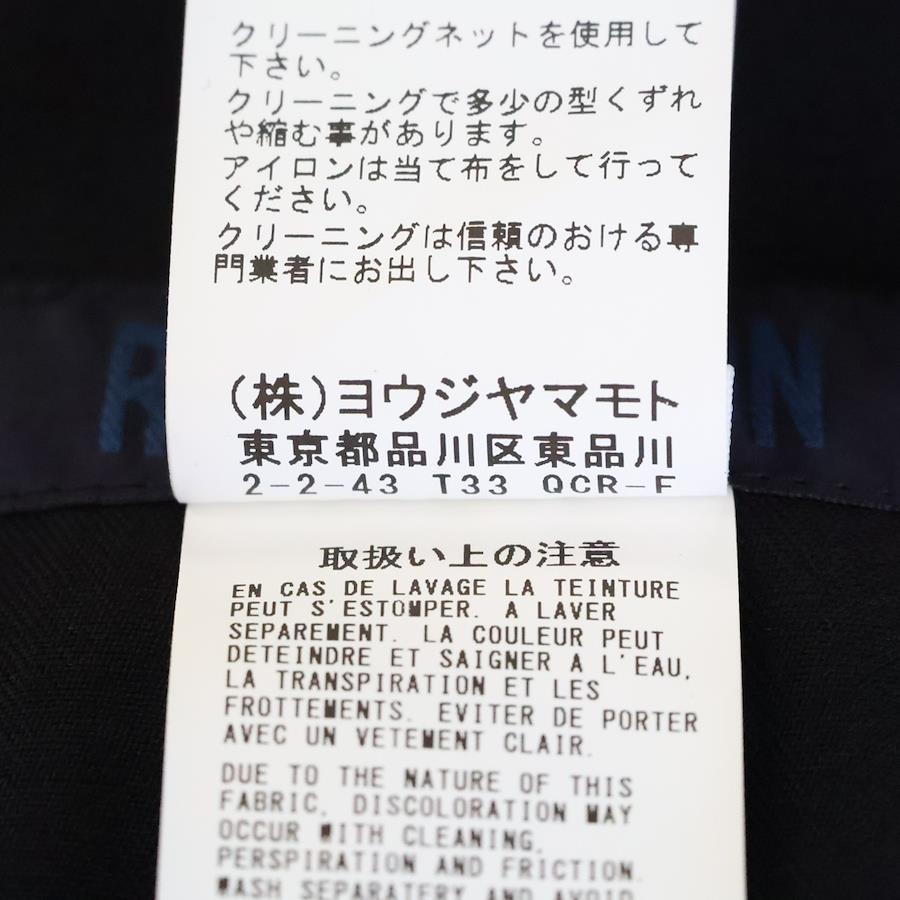 クリーニングネットを使用して
下さい。
クリーニングで多少の型くずれ
や縮む事があります。
アイロンは当て布をして行って
ください。
クリーニングは信頼のおける専
門業者にお出し下さい。
(株)ヨウジヤマモト
東京都品川区東品川
2-2-43 T33 QCR-F
取扱い上の注意
EN CAS DE LAVAGE LA TEINTURE
PEUT S'ESTOMPER. A LAVER
SEPAREMENT. LA COULEUR PEUT
DETEINDRE ET SAIGNER A L'EAU,
LA TRANSPIRATION ET LES
FROTTEMENTS. EVITER DE PORTER
AVEC UN VETEMENT CLAIR.
DUE TO THE NATURE OF THIS
FABRIC, DISCOLORATION MAY
OCCUR WITH CLEANING,
PERSPIRATION AND FRICTION.
WASH SEPARATERY AND AVOID